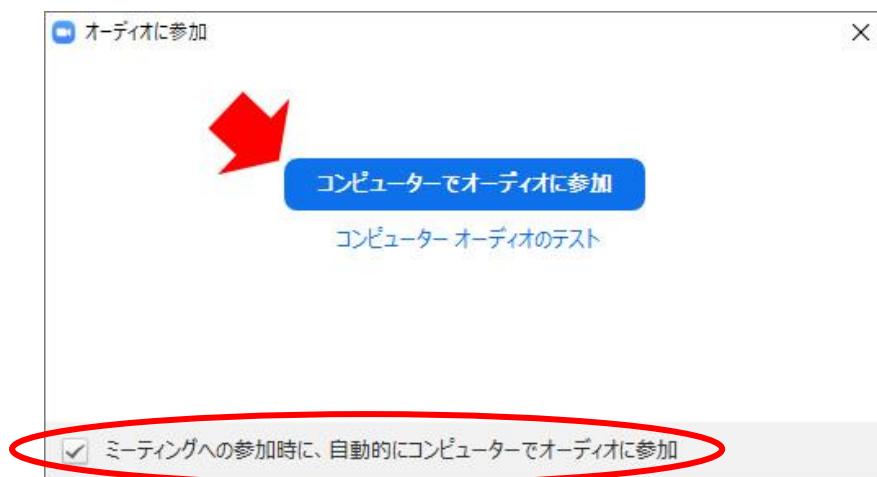 オーディオに参加
コンピューターでオーディオに参加
コンピューター オーディオのテスト
ミーティングへの参加時に、自動的にコンピューターでオーディオに参加